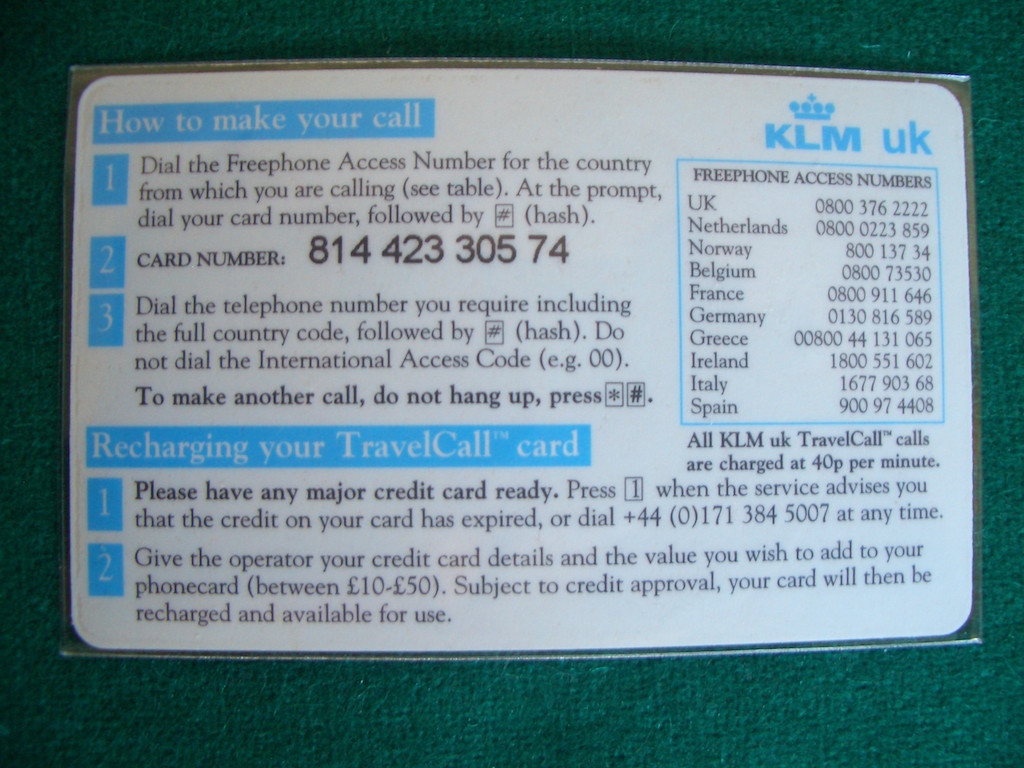 How to make your call
1 Dial the Freephone Access Number for the country
from which you are calling (see table). At the prompt,
dial your card number, followed by # (hash).
2 CARD NUMBER: 814 423 305 74
3 Dial the telephone number you require including
the full country code, followed by # (hash). Do
not dial the International Access Code (e.g. 00).
To make another call, do not hang up, press * #.
KLM uk
FREEPHONE ACCESS NUMBERS
UK 0800 376 2222
Netherlands 0800 0223 859
Norway 800 137 34
Belgium 0800 73530
France 0800 911 646
Germany 0130 816 589
Greece 00800 44 131 065
Ireland 1800 551 602
Italy 1677 903 68
Spain 900 97 4408
All KLM uk TravelCall™ calls
are charged at 40p per minute.
Recharging your TravelCall™ card
1 Please have any major credit card ready. Press 1 when the service advises you
that the credit on your card has expired, or dial +44 (0)171 384 5007 at any time.
2 Give the operator your credit card details and the value you wish to add to your
phonecard (between £10-£50). Subject to credit approval, your card will then be
recharged and available for use.